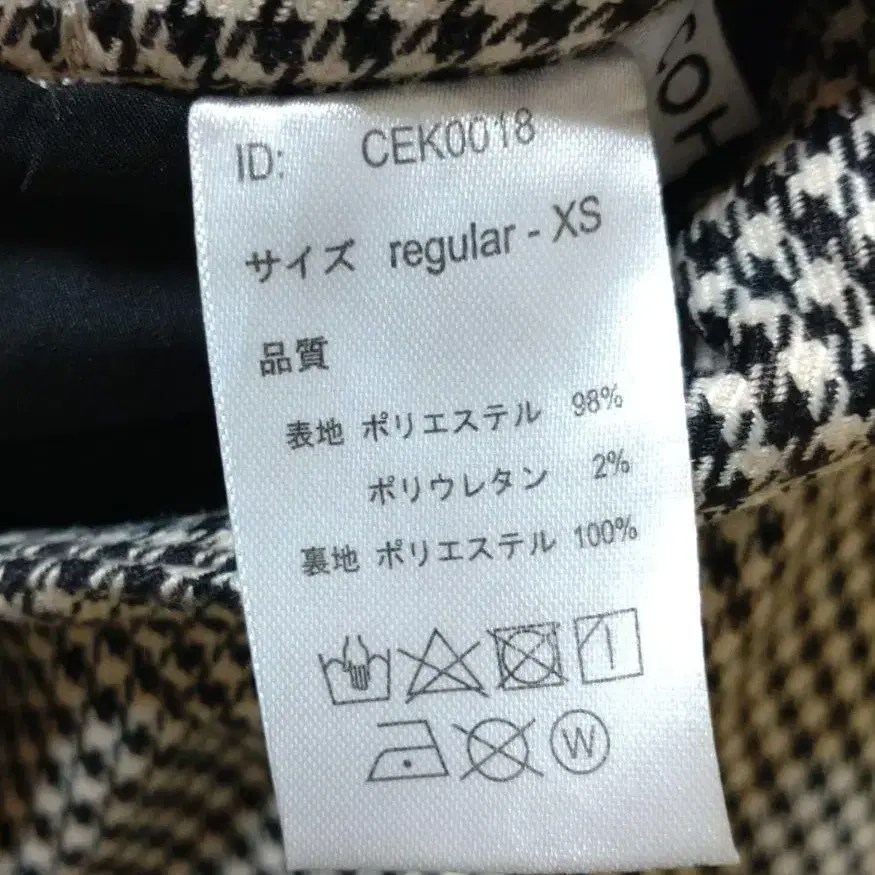 COH
ID: CEK0018
サイズ regular - XS
品質
表地 ポリエステル 98%
ポリウレタン 2%
裏地 ポリエステル 100%
W